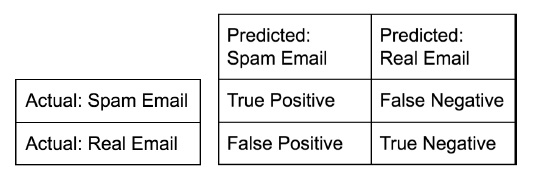 Predicted:
Spam Email
Predicted:
Real Email
Actual: Spam Email
True Positive
False Negative
Actual: Real Email
False Positive
True Negative